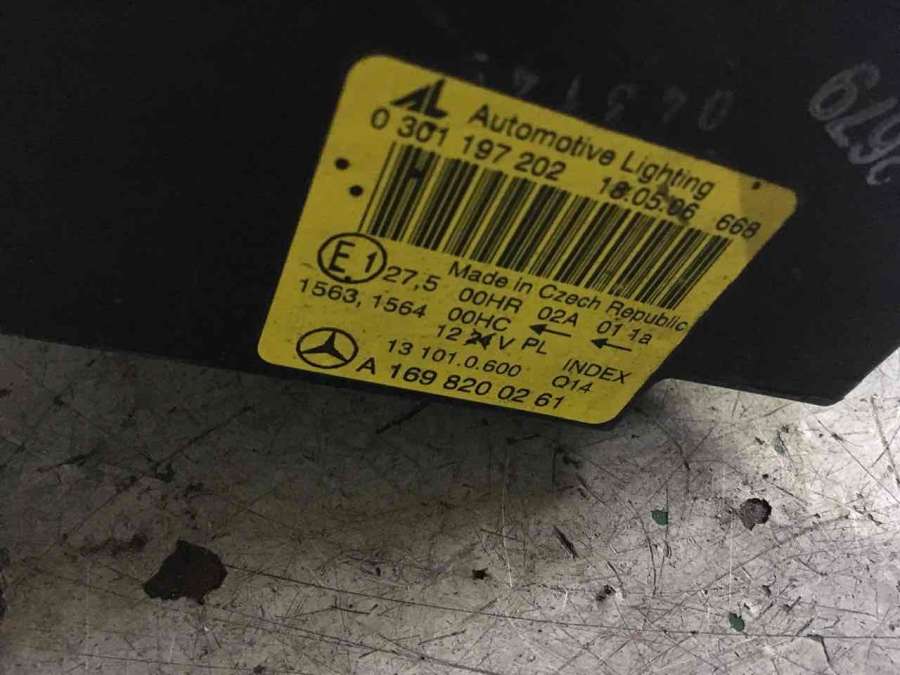 AL Automotive Lighting
0 301 197 202 18.05.06 668
H
E1 27,5 Made in Czech Republic
1563, 1564 00HR 02A 01 1a
00HC ← ←
12 V PL
13 101.0.600 INDEX
A 169 820 02 61 Q14
2679